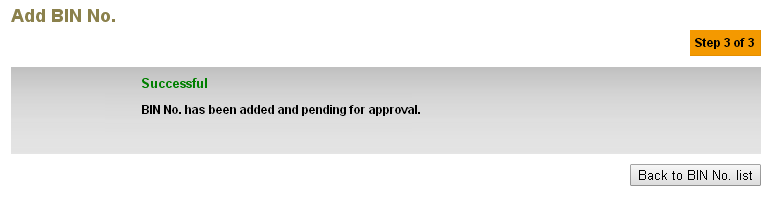 Add BIN No.
Step 3 of 3
Successful
BIN No. has been added and pending for approval.
Back to BIN No. list